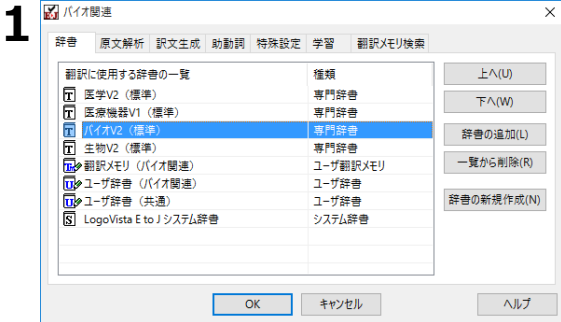 1
バイオ関連
辞書 原文解析 訳文生成 助動詞 特殊設定 学習 翻訳メモリ検索
翻訳に使用する辞書の一覧 種類
医学V2（標準） 専門辞書
医療機器V1（標準） 専門辞書
バイオV2（標準） 専門辞書
生物V2（標準） 専門辞書
翻訳メモリ（バイオ関連） ユーザ翻訳メモリ
ユーザ辞書（バイオ関連） ユーザ辞書
ユーザ辞書（共通） ユーザ辞書
LogoVista E to J システム辞書 システム辞書
上へ(U)
下へ(W)
辞書の追加(L)
一覧から削除(R)
辞書の新規作成(N)
OK キャンセル ヘルプ